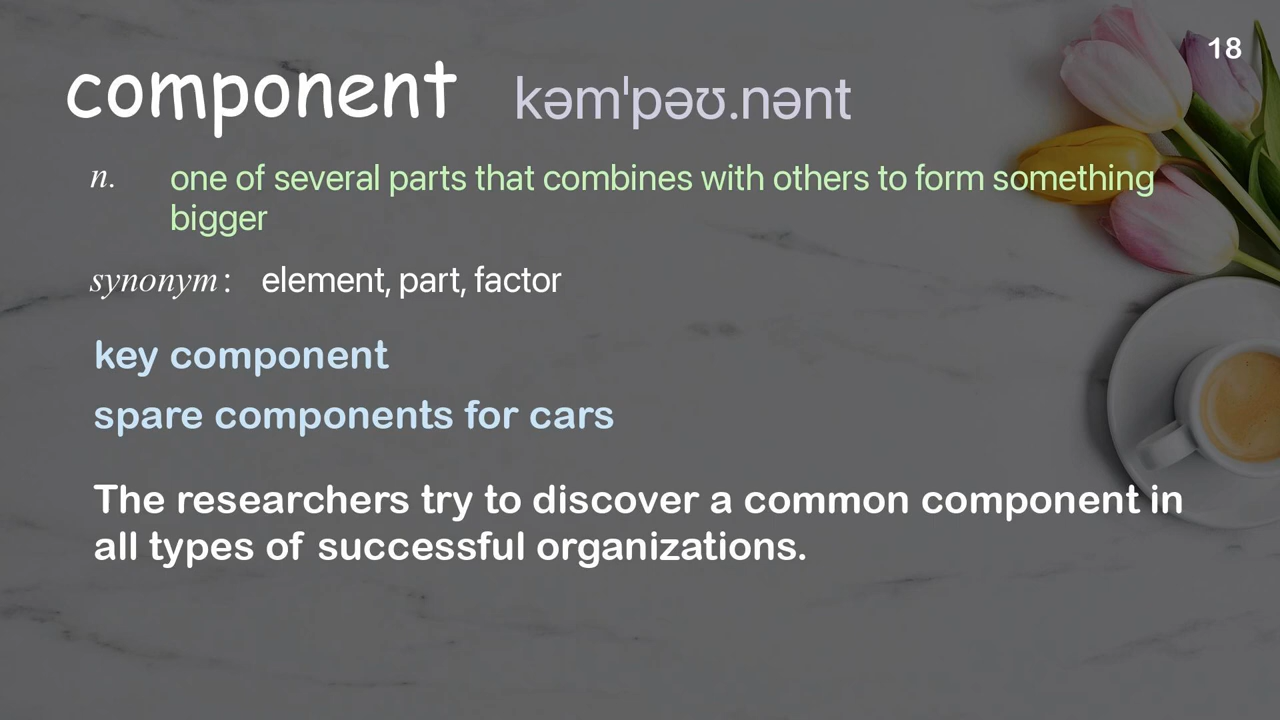 18
component kəmˈpəʊ.nənt
n. one of several parts that combines with others to form something
bigger
synonym: element, part, factor
key component
spare components for cars
The researchers try to discover a common component in
all types of successful organizations.